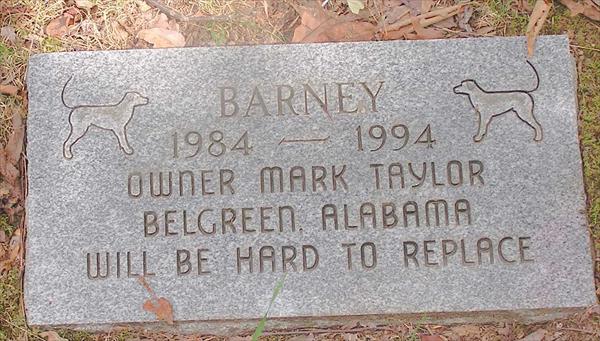 BARNEY
1984 — 1994
OWNER MARK TAYLOR
BELGREEN, ALABAMA
WILL BE HARD TO REPLACE